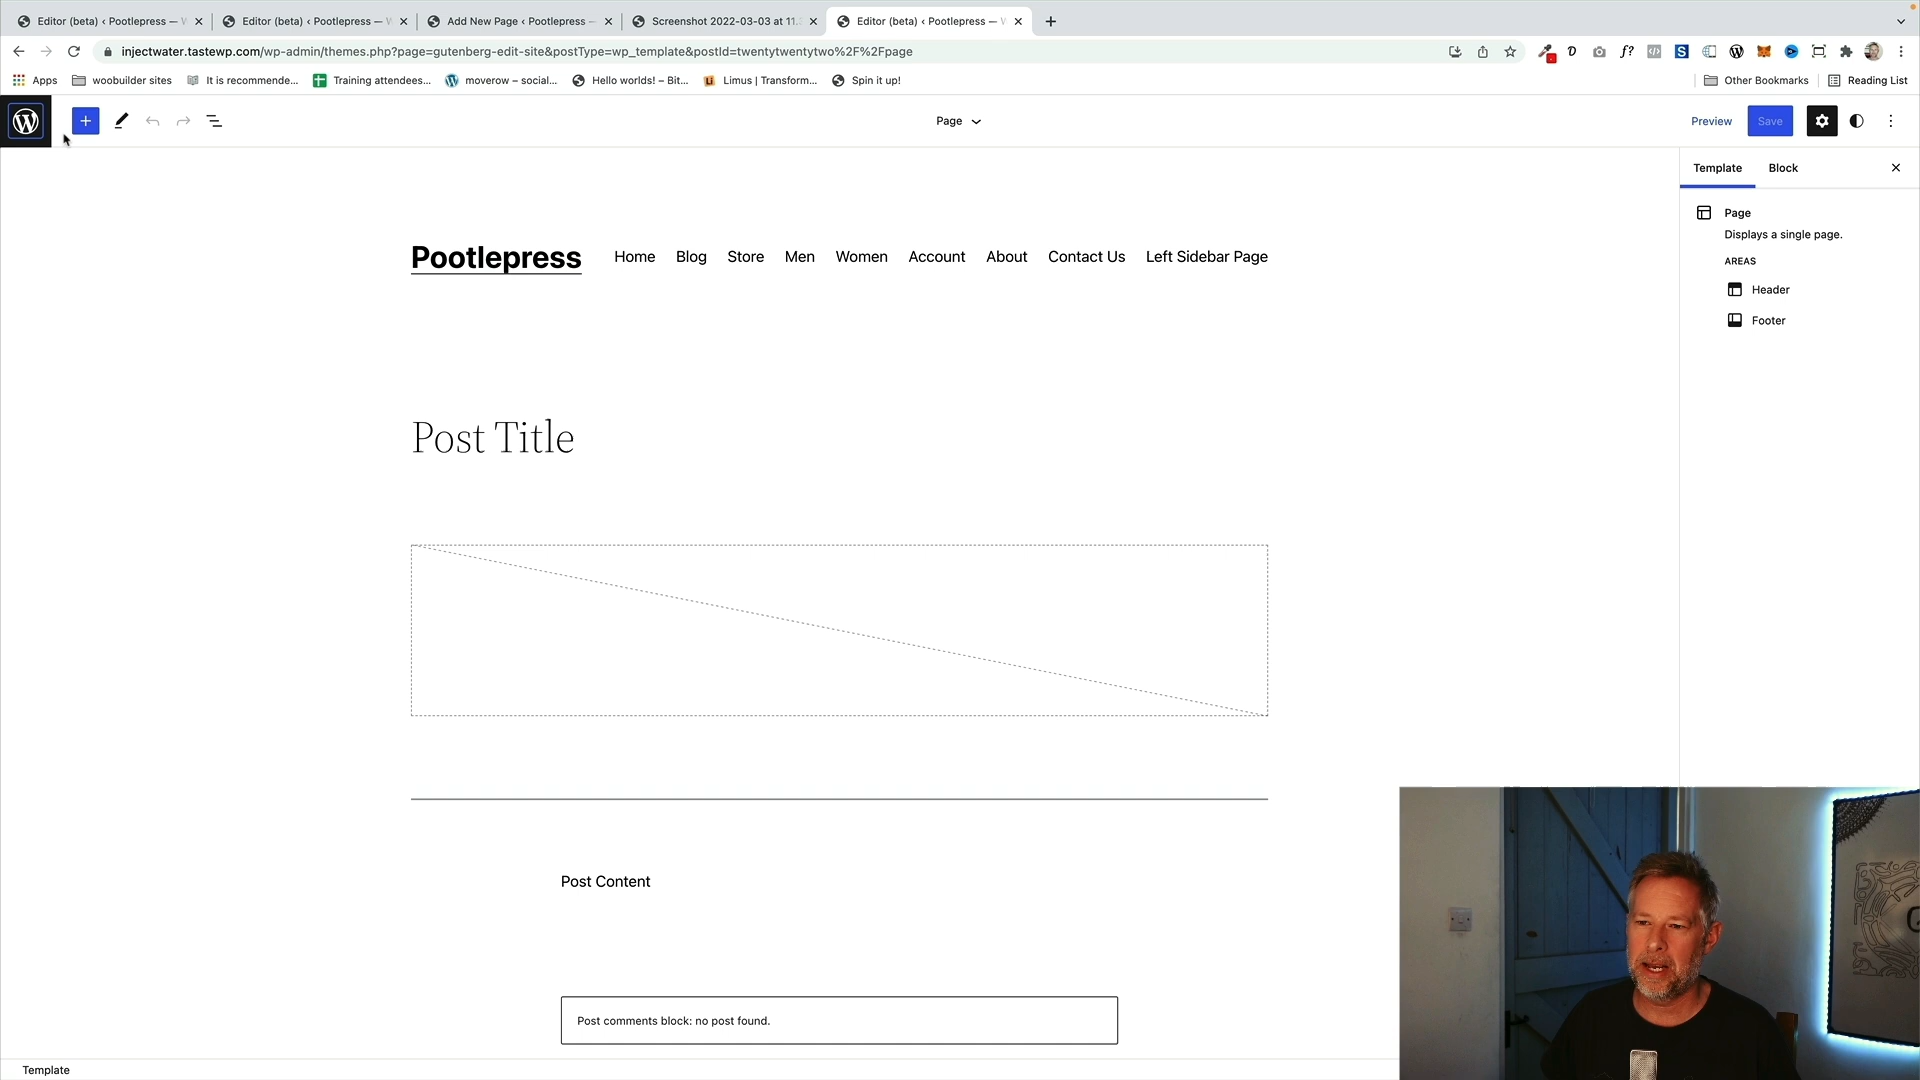 Editor (beta) ‹ Pootlepress —
Editor (beta) ‹ Pootlepress —
Add New Page ‹ Pootlepress —
Screenshot 2022-03-03 at 11.
Editor (beta) ‹ Pootlepress —
injectwater.tastewp.com/wp-admin/themes.php?page=gutenberg-edit-site&postType=wp_template&postId=twentytwentytwo%2F%2Fpage
Apps
woobuilder sites
It is recommende...
Training attendees...
moverow – social...
Hello worlds! – Bit...
Limus | Transform...
Spin it up!
Other Bookmarks
Reading List
Page
Preview
Save
Template
Block
Page
Displays a single page.
AREAS
Header
Footer
Pootlepress
Home
Blog
Store
Men
Women
Account
About
Contact Us
Left Sidebar Page
Post Title
Post Content
Post comments block: no post found.
Template